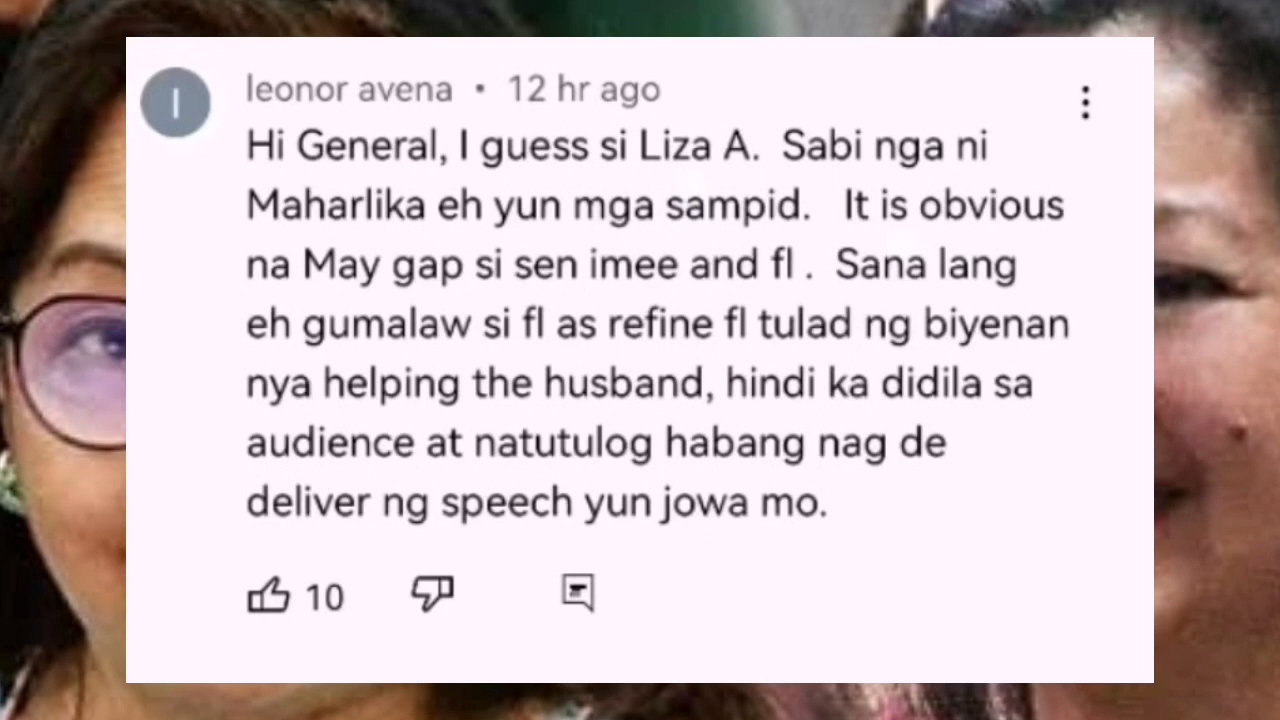 leonor avena • 12 hr ago
Hi General, I guess si Liza A.  Sabi nga ni
Maharlika eh yun mga sampid.   It is obvious
na May gap si sen imee and fl .  Sana lang
eh gumalaw si fl as refine fl tulad ng biyenan
nya helping the husband, hindi ka didila sa
audience at natutulog habang nag de
deliver ng speech yun jowa mo.
10